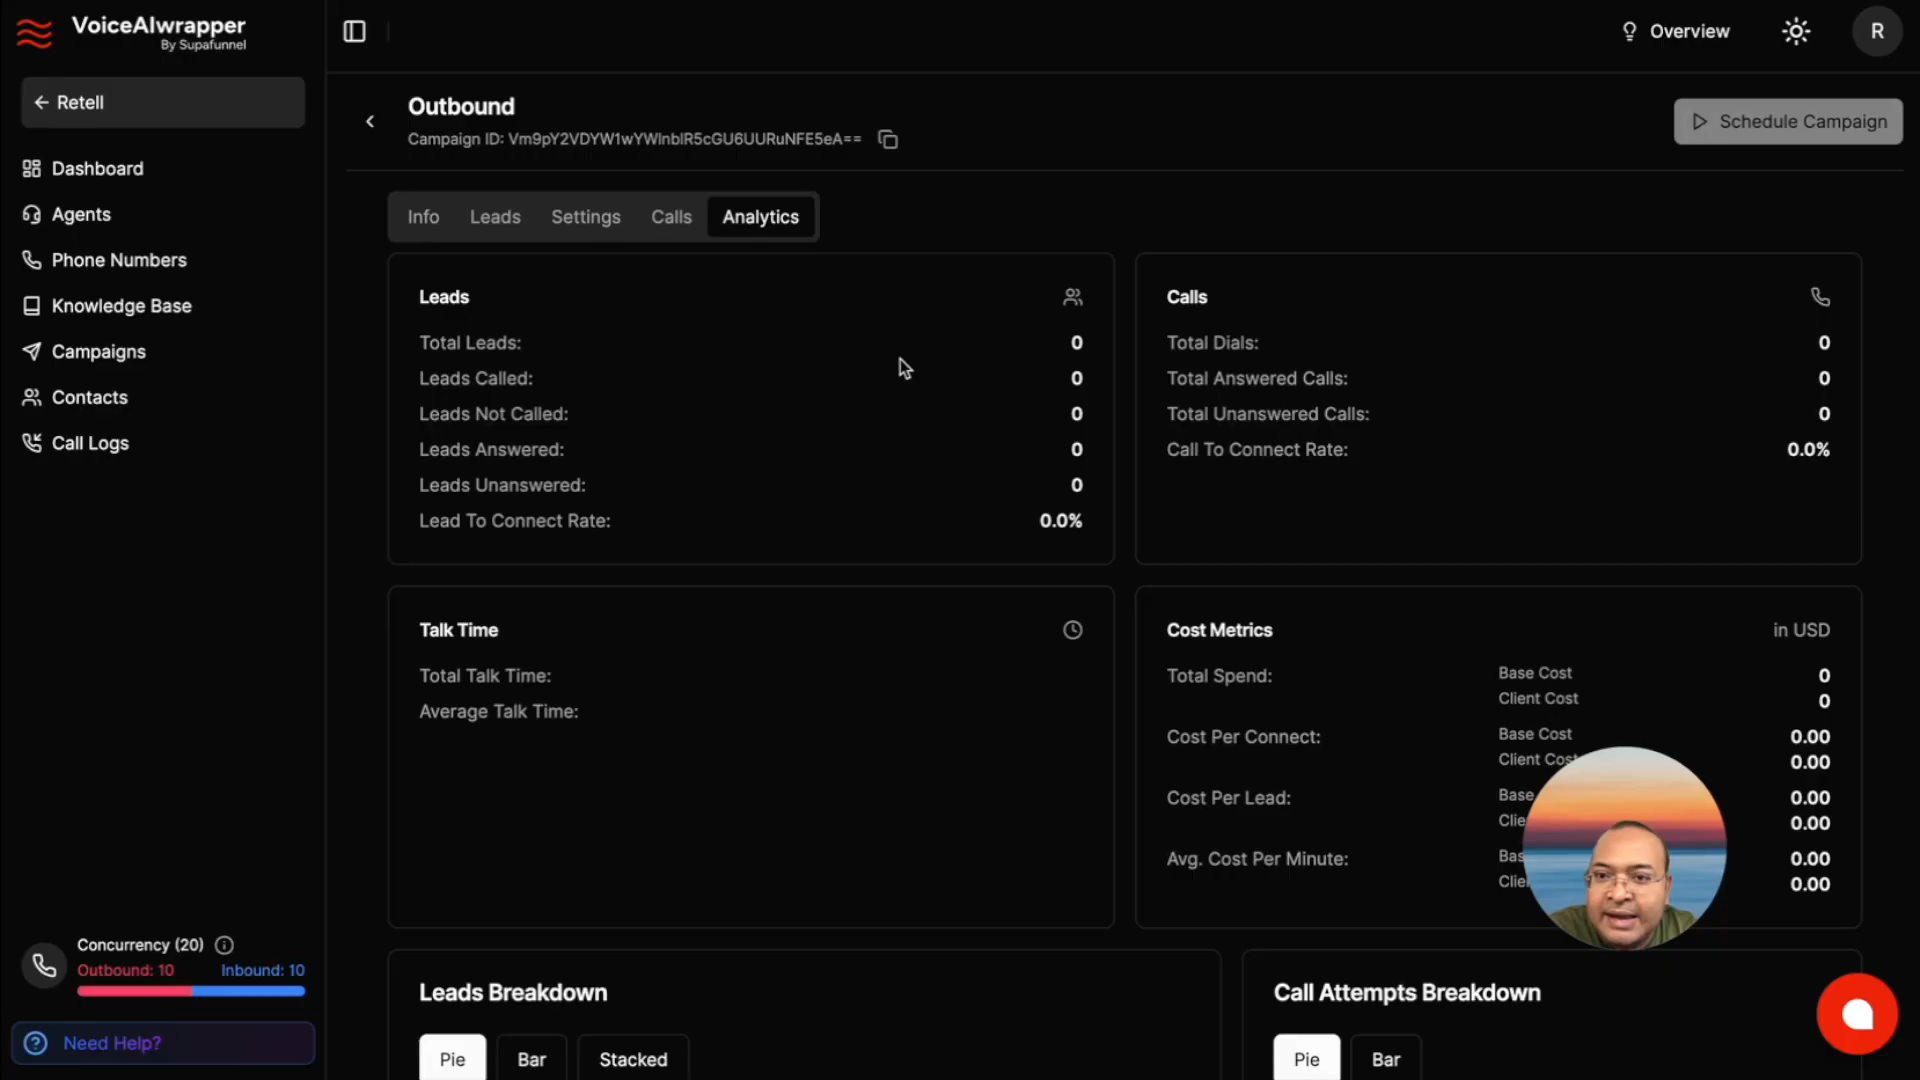 VoiceAIwrapper
By Supafunnel
Retell
Dashboard
Agents
Phone Numbers
Knowledge Base
Campaigns
Contacts
Call Logs
Concurrency (20)
Outbound: 10 Inbound: 10
Need Help?
Overview
R
Outbound
Campaign ID: Vm9pY2VDYW1wYWlnblR5cGU6UURuNFE5eA==
Schedule Campaign
Info Leads Settings Calls Analytics
Leads
Total Leads: 0
Leads Called: 0
Leads Not Called: 0
Leads Answered: 0
Leads Unanswered: 0
Lead To Connect Rate: 0.0%
Calls
Total Dials: 0
Total Answered Calls: 0
Total Unanswered Calls: 0
Call To Connect Rate: 0.0%
Talk Time
Total Talk Time:
Average Talk Time:
Cost Metrics in USD
Total Spend: Base Cost 0
Client Cost 0
Cost Per Connect: Base Cost 0.00
Client Cost 0.00
Cost Per Lead: Base 0.00
Clie 0.00
Avg. Cost Per Minute: Bas 0.00
Clie 0.00
Leads Breakdown
Pie Bar Stacked
Call Attempts Breakdown
Pie Bar